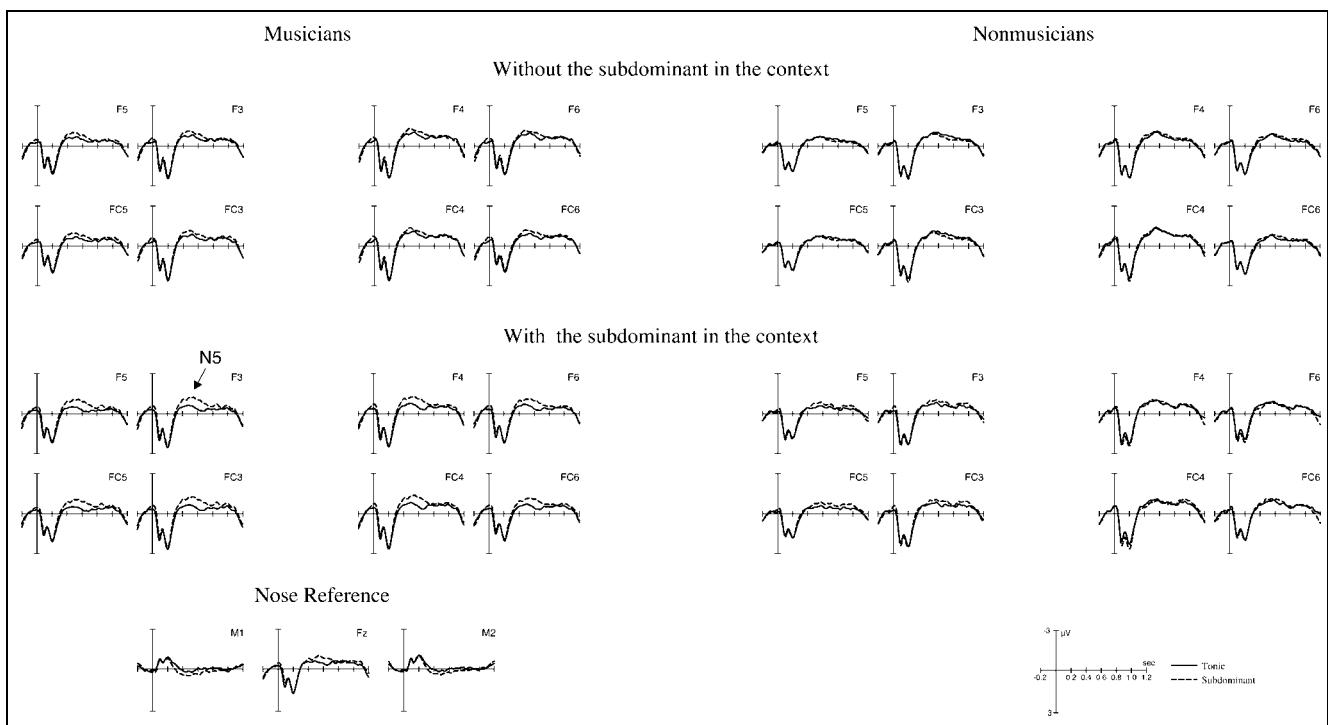 Musicians Nonmusicians
Without the subdominant in the context
F5 F3 F4 F6 F5 F3 F4 F6
FC5 FC3 FC4 FC6 FC5 FC3 FC4 FC6
With the subdominant in the context
N5
F5 F3 F4 F6 F5 F3 F4 F6
FC5 FC3 FC4 FC6 FC5 FC3 FC4 FC6
Nose Reference
M1 Fz M2
-3
µV
sec
-0.2 0.2 0.4 0.6 0.8 1.0 1.2
3
Tonic
Subdominant